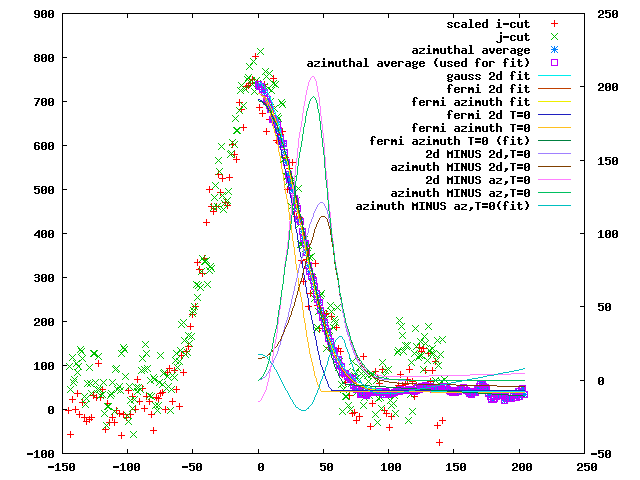 900
800
700
600
500
400
300
200
100
0
-100
250
200
150
100
50
0
-50
-150
-100
-50
0
50
100
150
200
250
scaled i-cut
j-cut
azimuthal average
azimuthal average (used for fit)
gauss 2d fit
fermi 2d fit
fermi azimuth fit
fermi 2d T=0
fermi azimuth T=0
fermi azimuth T=0 (fit)
2d MINUS 2d,T=0
azimuth MINUS 2d,T=0
2d MINUS az,T=0
azimuth MINUS az,T=0
azimuth MINUS az,T=0(fit)